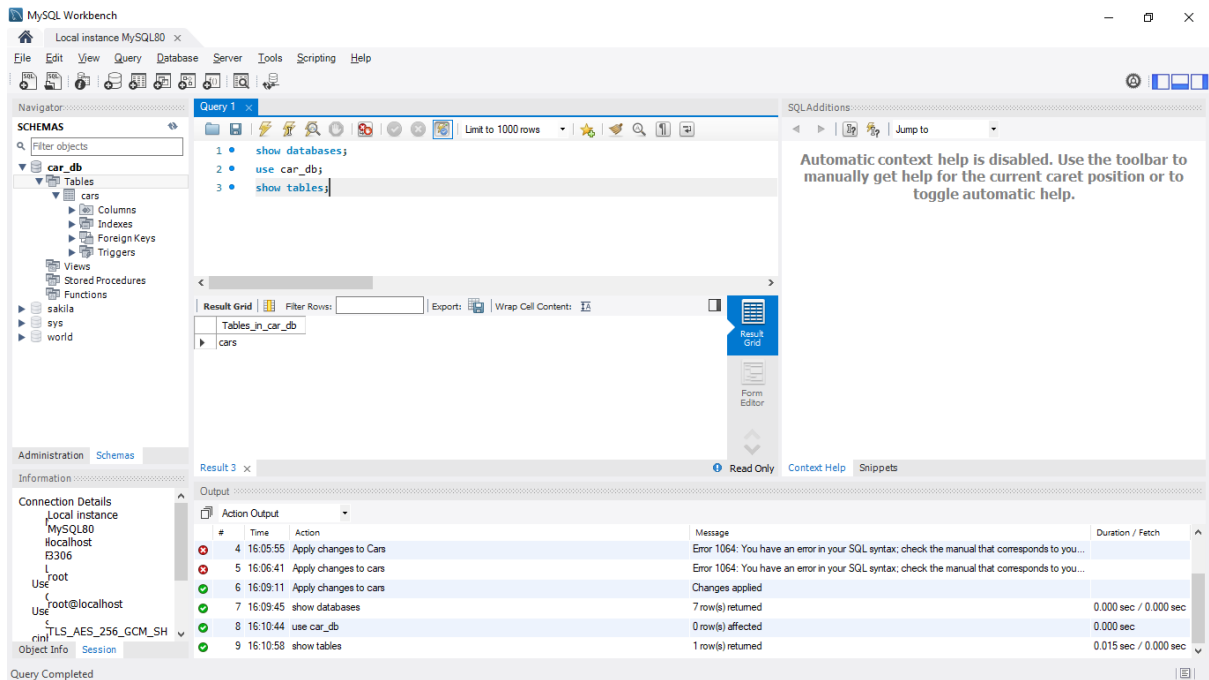 MySQL Workbench
Local instance MySQL80
File Edit View Query Database Server Tools Scripting Help
Navigator
SCHEMAS
Filter objects
car_db
Tables
cars
Columns
Indexes
Foreign Keys
Triggers
Views
Stored Procedures
Functions
sakila
sys
world
Administration Schemas
Information
Connection Details
Local instance
MySQL80
localhost
3306
root
Use
root@localhost
Use
TLS_AES_256_GCM_SH
Object Info Session
Query 1
Limit to 1000 rows
1 show databases;
2 use car_db;
3 show tables;
Result Grid Filter Rows: Export: Wrap Cell Content:
Tables_in_car_db
cars
Result
Grid
Form
Editor
Result 3 Read Only
SQLAdditions
Jump to
Automatic context help is disabled. Use the toolbar to
manually get help for the current caret position or to
toggle automatic help.
Context Help Snippets
Output
Action Output
# Time Action Message Duration / Fetch
4 16:05:55 Apply changes to Cars Error 1064: You have an error in your SQL syntax; check the manual that corresponds to you...
5 16:06:41 Apply changes to cars Error 1064: You have an error in your SQL syntax; check the manual that corresponds to you...
6 16:09:11 Apply changes to cars Changes applied
7 16:09:45 show databases 7 row(s) returned 0.000 sec / 0.000 sec
8 16:10:44 use car_db 0 row(s) affected 0.000 sec
9 16:10:58 show tables 1 row(s) returned 0.015 sec / 0.000 sec
Query Completed